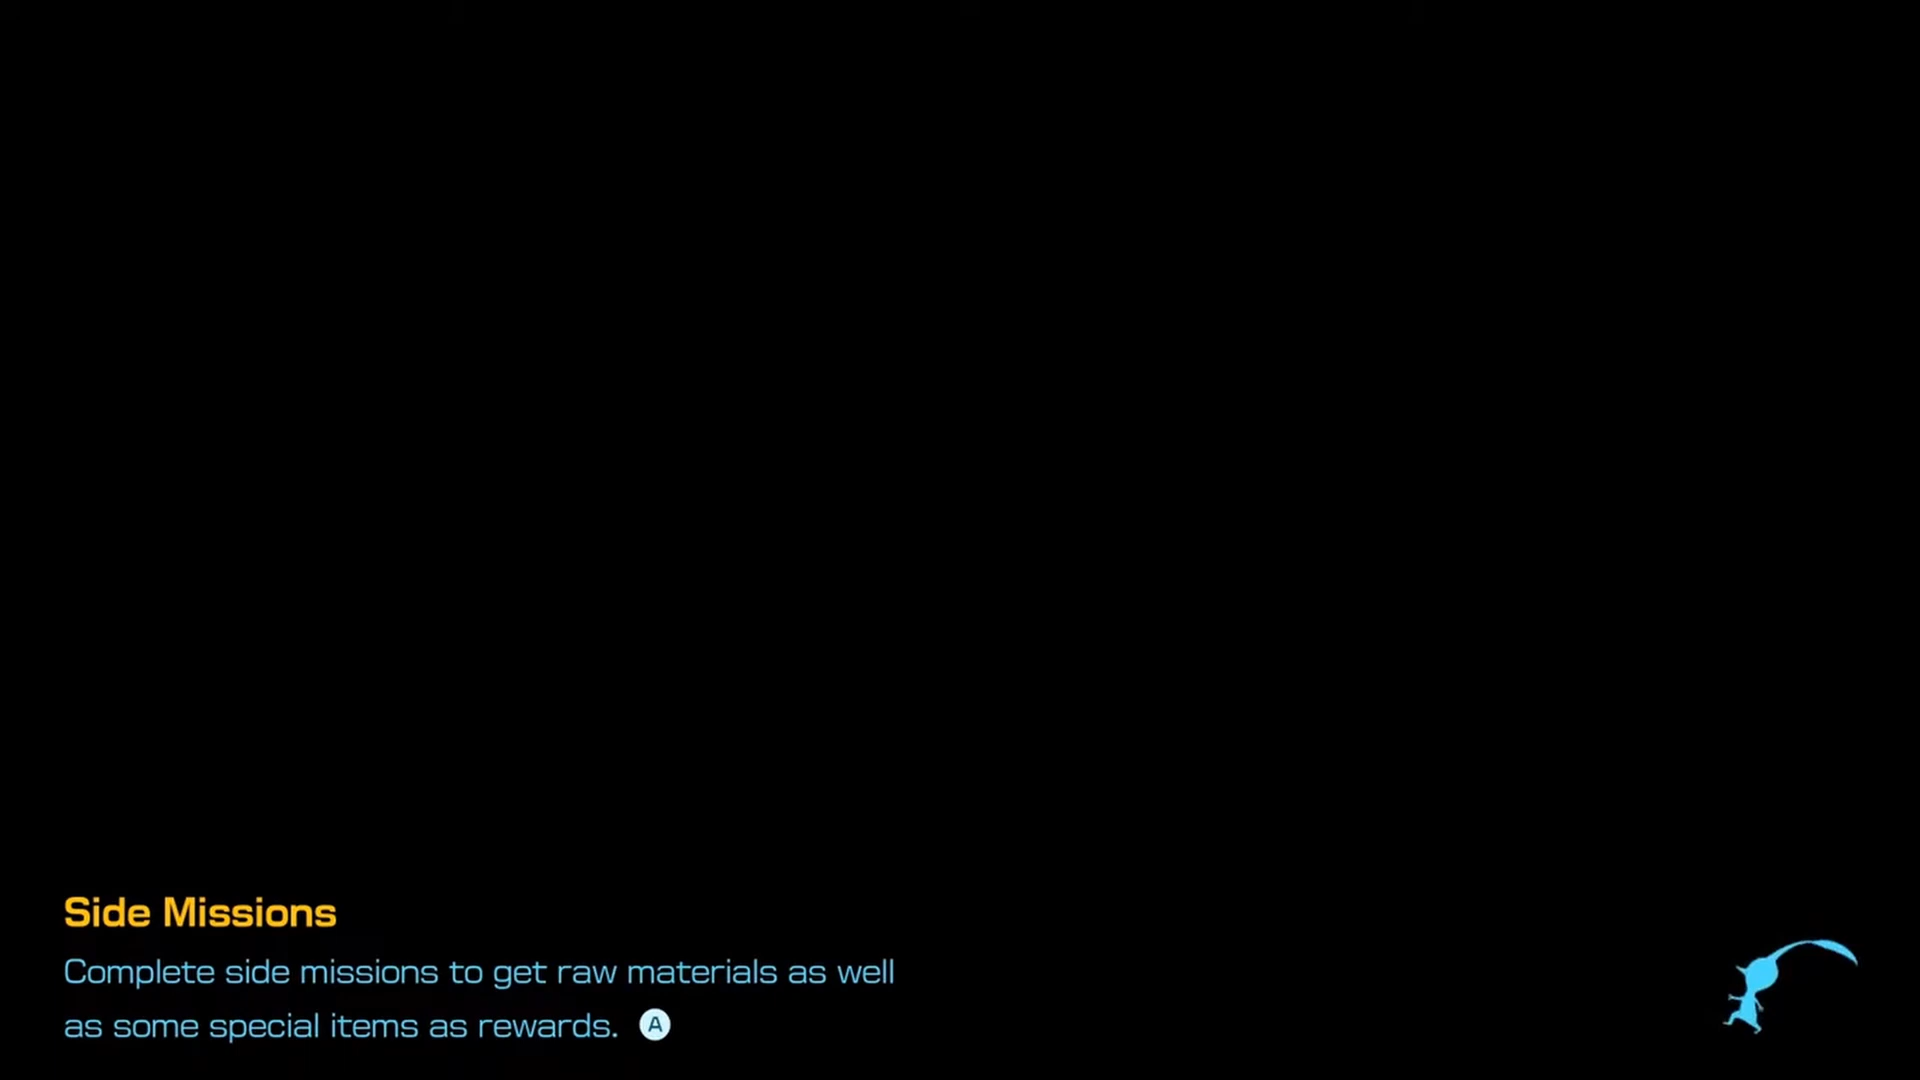 Side Missions
Complete side missions to get raw materials as well
as some special items as rewards. A